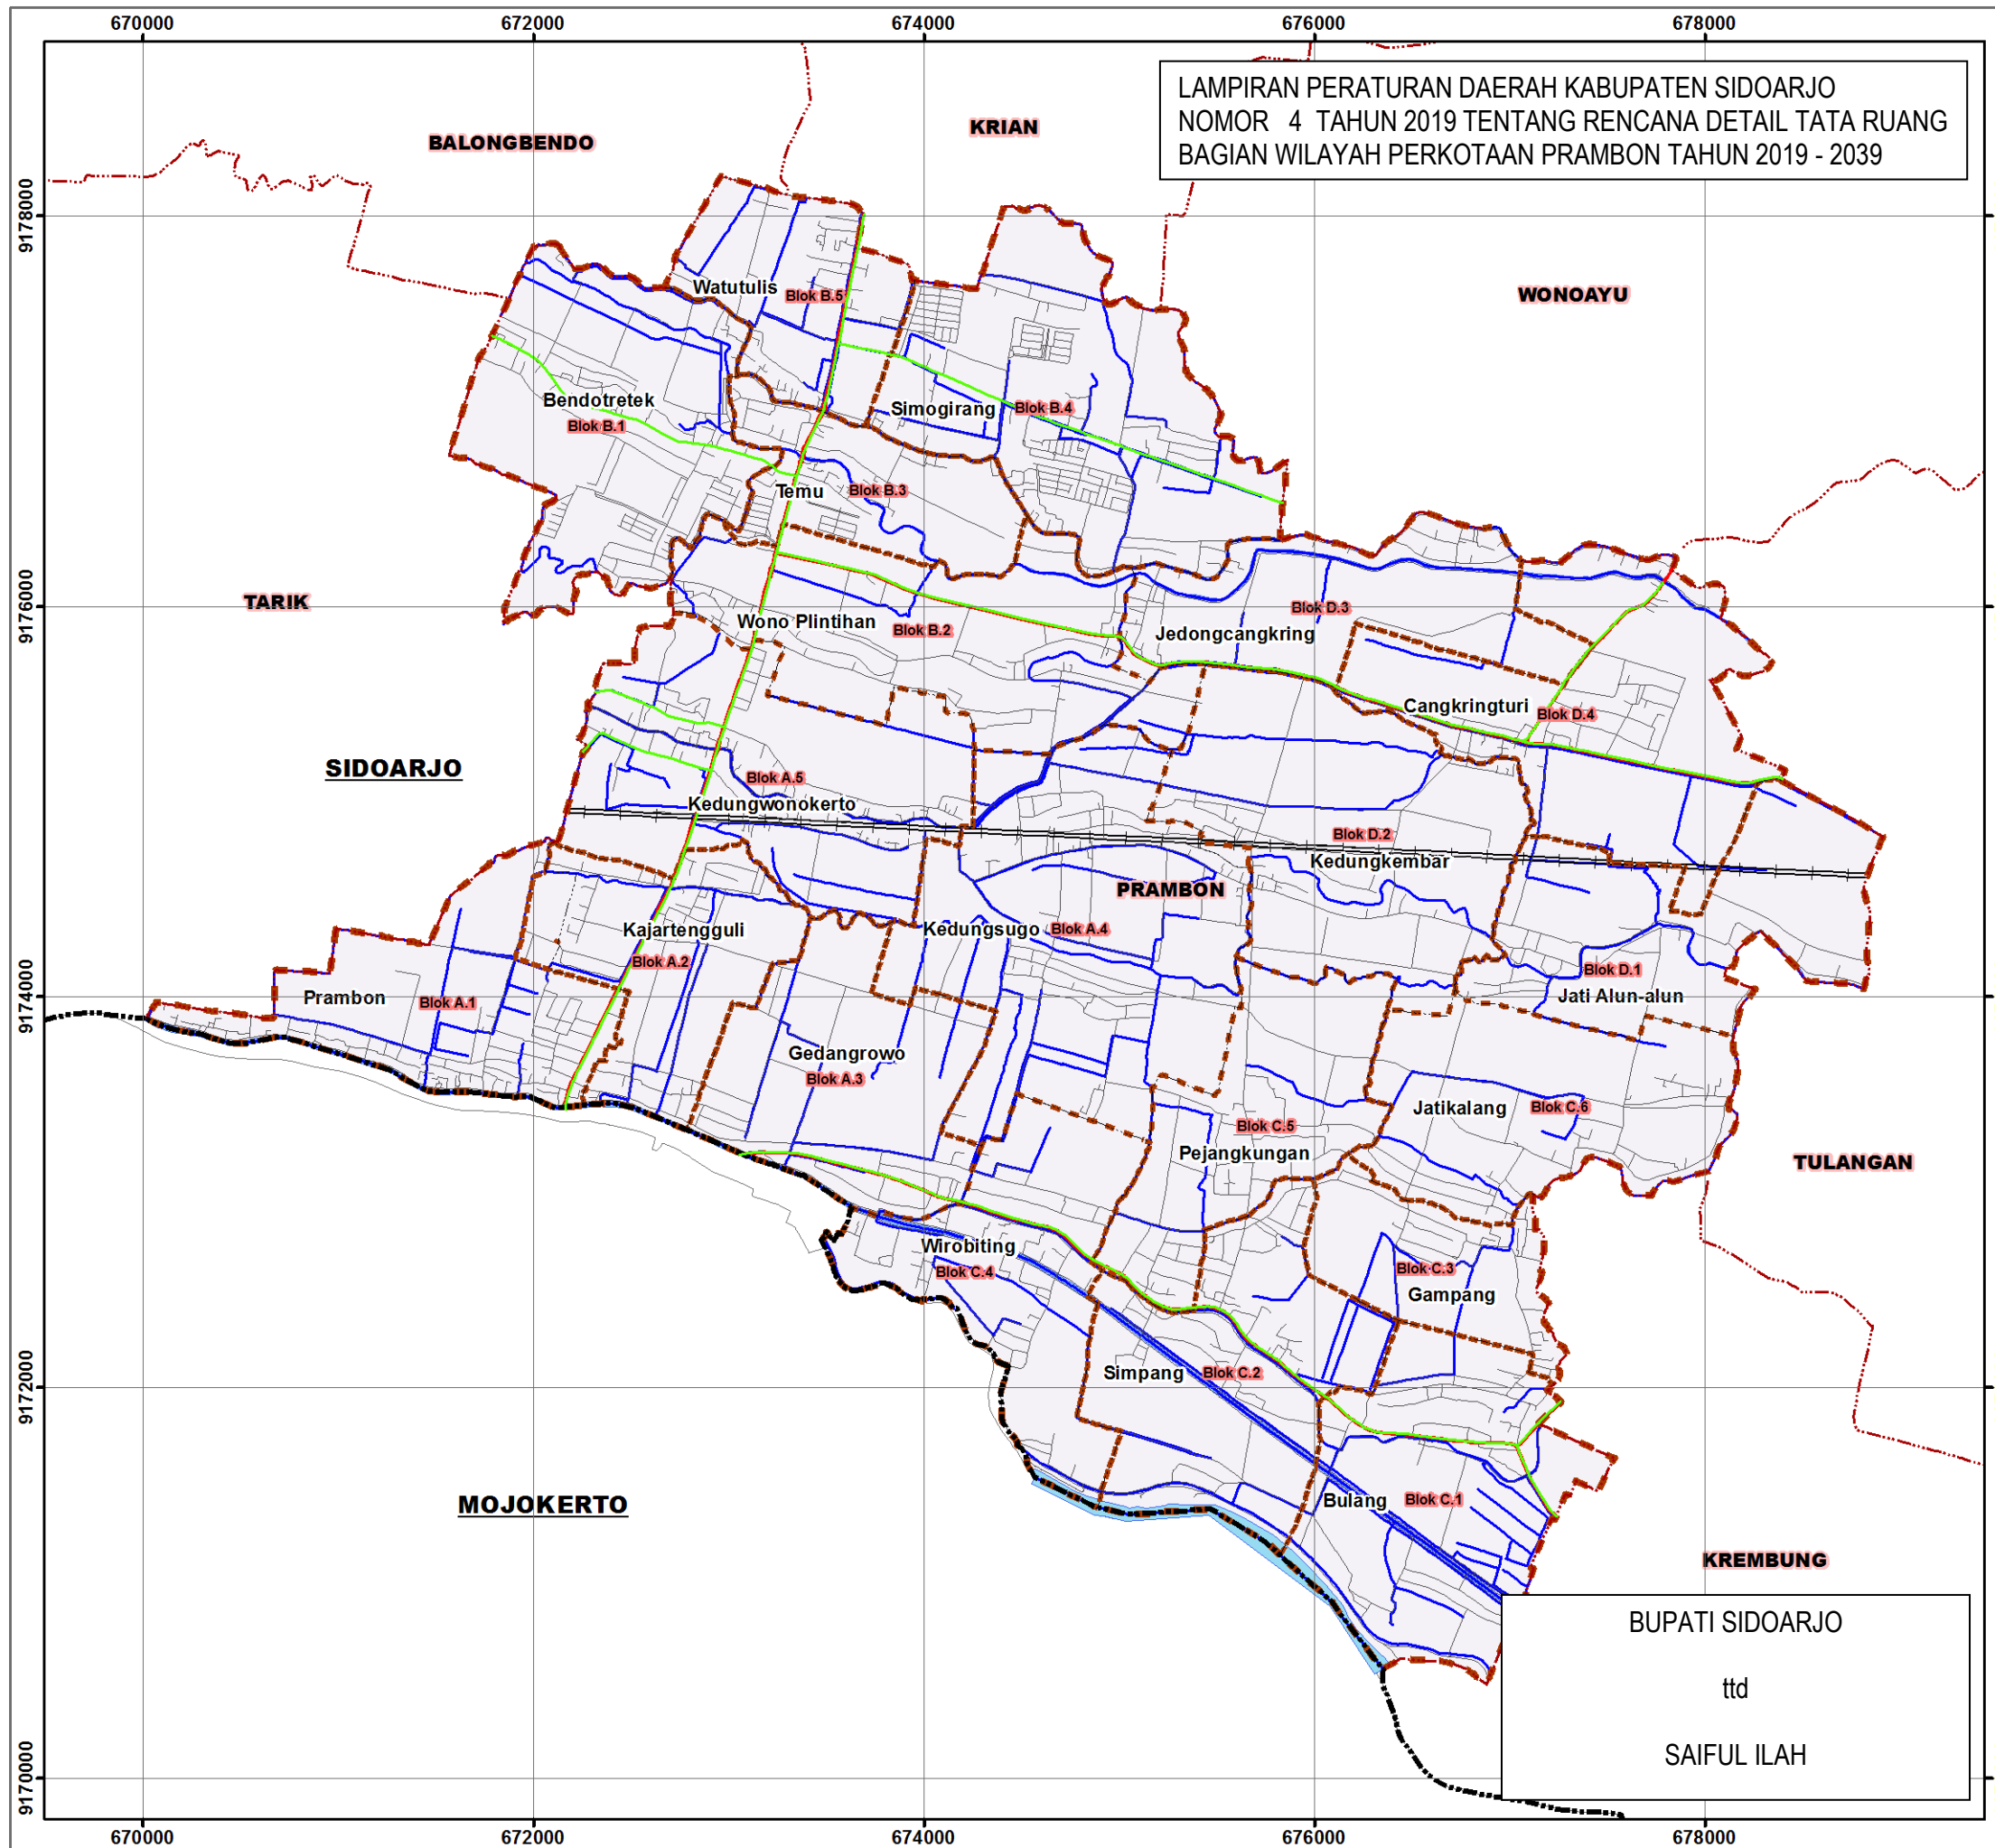 670000 672000 674000 676000 678000
LAMPIRAN PERATURAN DAERAH KABUPATEN SIDOARJO
NOMOR 4 TAHUN 2019 TENTANG RENCANA DETAIL TATA RUANG
BAGIAN WILAYAH PERKOTAAN PRAMBON TAHUN 2019 - 2039
KRIAN
BALONGBENDO
9178000
Watutulis
Blok B.5
WONOAYU
Bendotretek
Blok B.1
Simogirang
Blok B.4
Temu
Blok B.3
9176000
TARIK
Wono Plintihan
Blok B.2
Blok D.3
Jedongcangkring
Cangkringturi
Blok D.4
SIDOARJO
Blok A.5
Kedungwonokerto
Blok D.2
Kedungkembar
PRAMBON
Kajartengguli
Blok A.2
Kedungsugo
Blok A.4
Blok D.1
Jati Alun-alun
9174000
Prambon
Blok A.1
Gedangrowo
Blok A.3
Jatikalang
Blok C.6
Blok C.5
Pejangkungan
TULANGAN
Wirobiting
Blok C.4
Blok C.3
Gampang
9172000
Simpang
Blok C.2
MOJOKERTO
Bulang
Blok C.1
KREMBUNG
BUPATI SIDOARJO
ttd
SAIFUL ILAH
9170000
670000 672000 674000 676000 678000